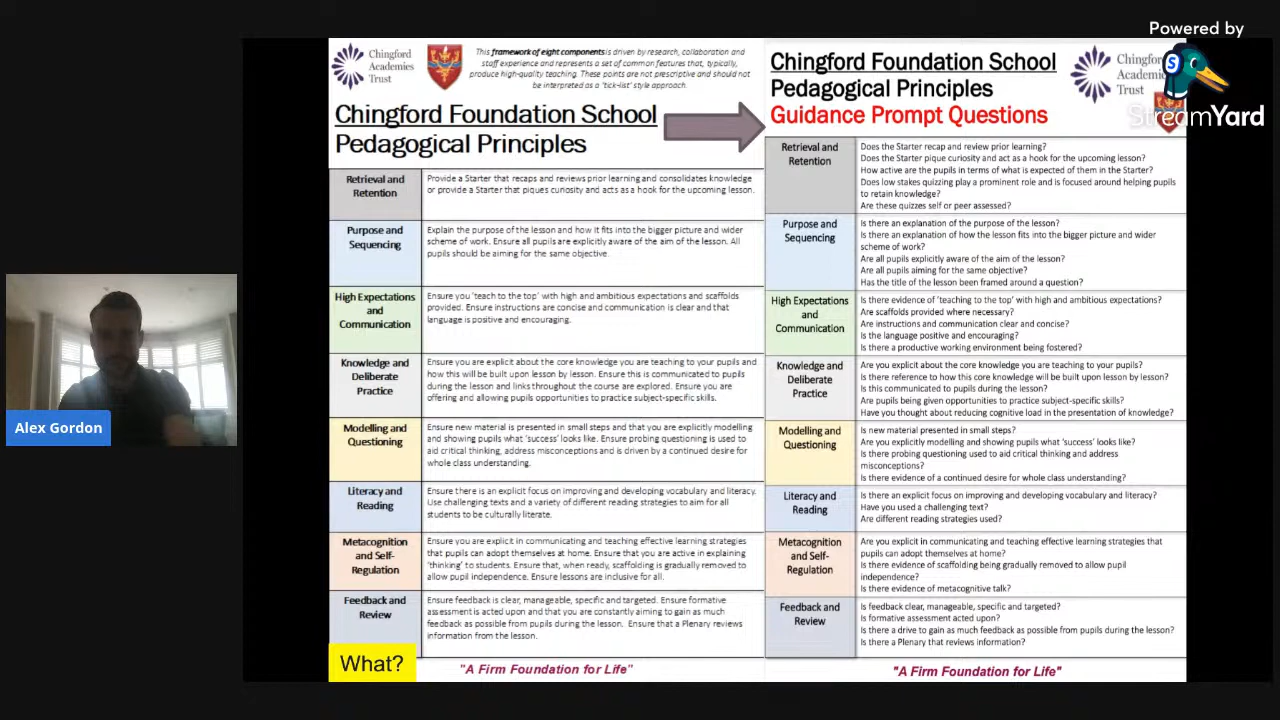 Powered by
StreamYard
Alex Gordon
Chingford
Academies
Trust
This framework of eight components is driven by research, collaboration and
staff experience and represents a set of common features that, typically,
produce high-quality teaching. These points are not prescriptive and should not
be interpreted as a 'tick-list' style approach.
Chingford Foundation School
Pedagogical Principles
Retrieval and
Retention
Provide a Starter that recaps and reviews prior learning and consolidates knowledge
or provide a Starter that piques curiosity and acts as a hook for the upcoming lesson.
Purpose and
Sequencing
Explain the purpose of the lesson and how it fits into the bigger picture and wider
scheme of work. Ensure all pupils are explicitly aware of the aim of the lesson. All
pupils should be aiming for the same objective.
High Expectations
and
Communication
Ensure you 'teach to the top' with high and ambitious expectations and scaffolds
provided. Ensure instructions are concise and communication is clear and that
language is positive and encouraging.
Knowledge and
Deliberate
Practice
Ensure you are explicit about the core knowledge you are teaching to your pupils and
how this will be built upon lesson by lesson. Ensure this is communicated to pupils
during the lesson and links throughout the course are explored. Ensure you are
offering and allowing pupils opportunities to practice subject-specific skills.
Modelling and
Questioning
Ensure new material is presented in small steps and that you are explicitly modelling
and showing pupils what 'success' looks like. Ensure probing questioning is used to
aid critical thinking, address misconceptions and is driven by a continued desire for
whole class understanding.
Literacy and
Reading
Ensure there is an explicit focus on improving and developing vocabulary and literacy.
Use challenging texts and a variety of different reading strategies to aim for all
students to be culturally literate.
Metacognition
and Self-
Regulation
Ensure you are explicit in communicating and teaching effective learning strategies
that pupils can adopt themselves at home. Ensure that you are active in explaining
'thinking' to students. Ensure that, when ready, scaffolding is gradually removed to
allow pupil independence. Ensure lessons are inclusive for all.
Feedback and
Review
Ensure feedback is clear, manageable, specific and targeted. Ensure formative
assessment is acted upon and that you are constantly aiming to gain as much
feedback as possible from pupils during the lesson. Ensure that a Plenary reviews
information from the lesson.
What?
"A Firm Foundation for Life"
Chingford Foundation School
Pedagogical Principles
Guidance Prompt Questions
Trust
Retrieval and
Retention
Does the Starter recap and review prior learning?
Does the Starter pique curiosity and act as a hook for the upcoming lesson?
How active are the pupils in terms of what is expected of them in the Starter?
Does low stakes quizzing play a prominent role and is focused around helping pupils
to retain knowledge?
Are these quizzes self or peer assessed?
Purpose and
Sequencing
Is there an explanation of the purpose of the lesson?
Is there an explanation of how the lesson fits into the bigger picture and wider
scheme of work?
Are all pupils explicitly aware of the aim of the lesson?
Are all pupils aiming for the same objective?
Has the title of the lesson been framed around a question?
High Expectations
and
Communication
Is there evidence of 'teaching to the top' with high and ambitious expectations?
Are scaffolds provided where necessary?
Are instructions and communication clear and concise?
Is the language positive and encouraging?
Is there a productive working environment being fostered?
Knowledge and
Deliberate
Practice
Are you explicit about the core knowledge you are teaching to your pupils?
Is there reference to how this core knowledge will be built upon lesson by lesson?
Is this communicated to pupils during the lesson?
Are pupils being given opportunities to practice subject-specific skills?
Have you thought about reducing cognitive load in the presentation of knowledge?
Modelling and
Questioning
Is new material presented in small steps?
Are you explicitly modelling and showing pupils what 'success' looks like?
Is there probing questioning used to aid critical thinking and address
misconceptions?
Is there evidence of a continued desire for whole class understanding?
Literacy and
Reading
Is there an explicit focus on improving and developing vocabulary and literacy?
Have you used a challenging text?
Are different reading strategies used?
Metacognition
and Self-
Regulation
Are you explicit in communicating and teaching effective learning strategies that
pupils can adopt themselves at home?
Is there evidence of scaffolding being gradually removed to allow pupil
independence?
Is there evidence of metacognitive talk?
Feedback and
Review
Is feedback clear, manageable, specific and targeted?
Is formative assessment acted upon?
Is there a drive to gain as much feedback as possible from pupils during the lesson?
Is there a Plenary that reviews information?
"A Firm Foundation for Life"